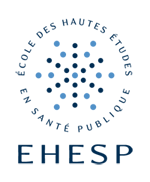 ÉCOLE DES HAUTES ÉTUDES
EN SANTÉ PUBLIQUE
EHESP